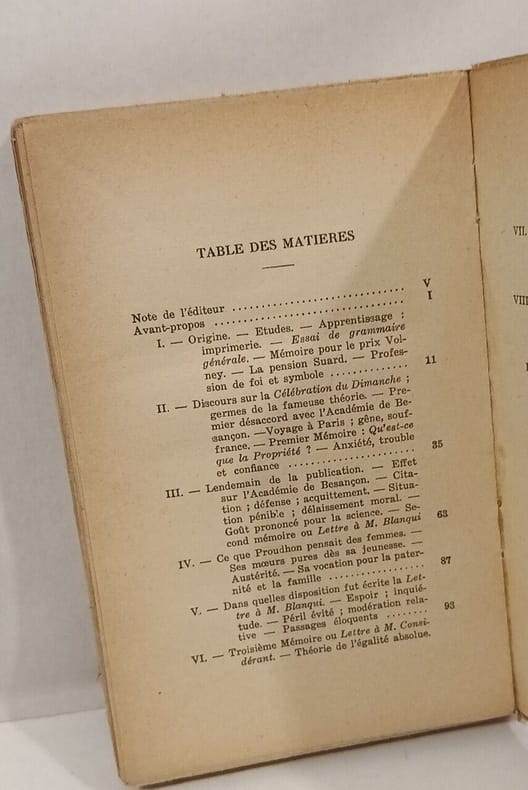 TABLE DES MATIERES
Note de l'éditeur .............................. V
Avant-propos .............................. I
I. — Origine. — Etudes. — Apprentissage ;
imprimerie. — Essai de grammaire
générale. — Mémoire pour le prix Vol-
ney. — La pension Suard. — Profes-
sion de foi et symbole .............. 11
II. — Discours sur la Célébration du Dimanche ;
germes de la fameuse théorie. — Pre-
mier désaccord avec l'Académie de Be-
sançon. —Voyage à Paris ; gêne, souf-
france. — Premier Mémoire : Qu'est-ce
que la Propriété ? — Anxiété, trouble
et confiance ...................... 35
III. — Lendemain de la publication. — Effet
sur l'Académie de Besançon. — Cita-
tion ; défense ; acquittement. — Situa-
tion pénible ; délaissement moral. —
Goût prononcé pour la science. — Se-
cond mémoire ou Lettre à M. Blanqui 63
IV. — Ce que Proudhon pensait des femmes. —
Ses mœurs pures dès sa jeunesse. —
Austérité. — Sa vocation pour la pater-
nité et la famille .................. 87
V. — Dans quelles disposition fut écrite la Let-
tre à M. Blanqui. — Espoir ; inquié-
tude. — Péril évité ; modération rela-
tive — Passages éloquents ........ 93
VI. — Troisième Mémoire ou Lettre à M. Consi-
dérant. — Théorie de l'égalité absolue.
VII.
VIII